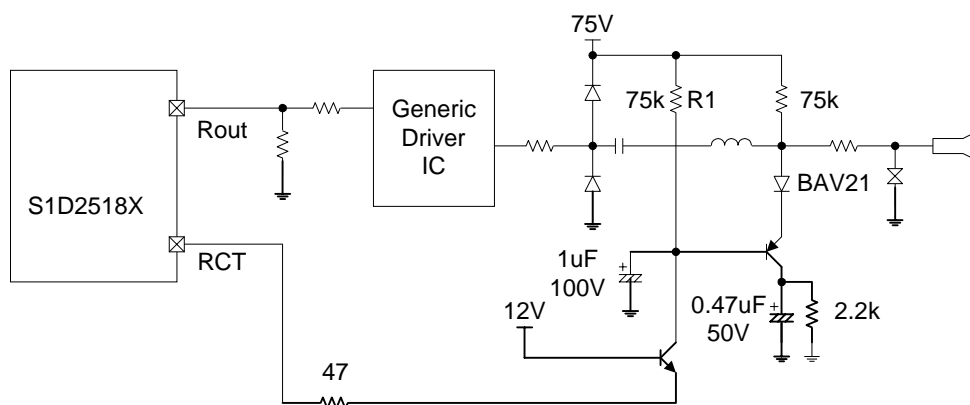 75V
75k
R1
75k
Rout
Generic
Driver
IC
BAV21
S1D2518X
RCT
1uF
100V
12V
0.47uF
50V
2.2k
47
+
+